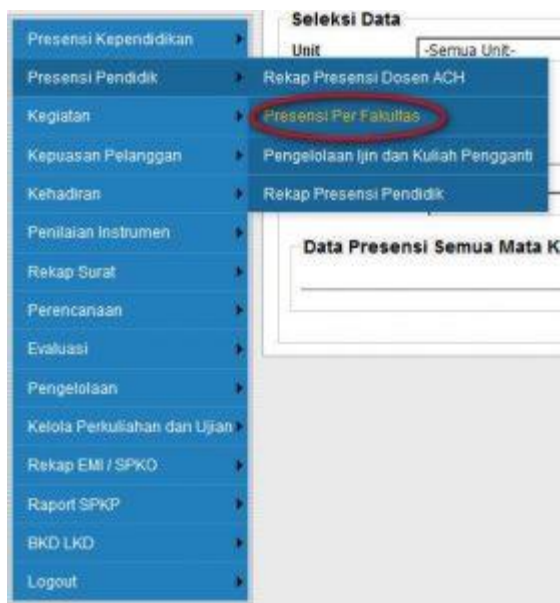 Seleksi Data
Unit
-Semua Unit-
Presensi Kependidikan
Presensi Pendidik
Kegiatan
Kepuasan Pelanggan
Kehadiran
Penilaian Instrumen
Rekap Surat
Perencanaan
Evaluasi
Pengelolaan
Kelola Perkuliahan dan Ujian
Rekap EMI / SPKO
Raport SPKP
BKD LKD
Logout
Rekap Presensi Dosen ACH
Presensi Per Fakultas
Pengelolaan Ijin dan Kuliah Pengganti
Rekap Presensi Pendidik
Data Presensi Semua Mata K